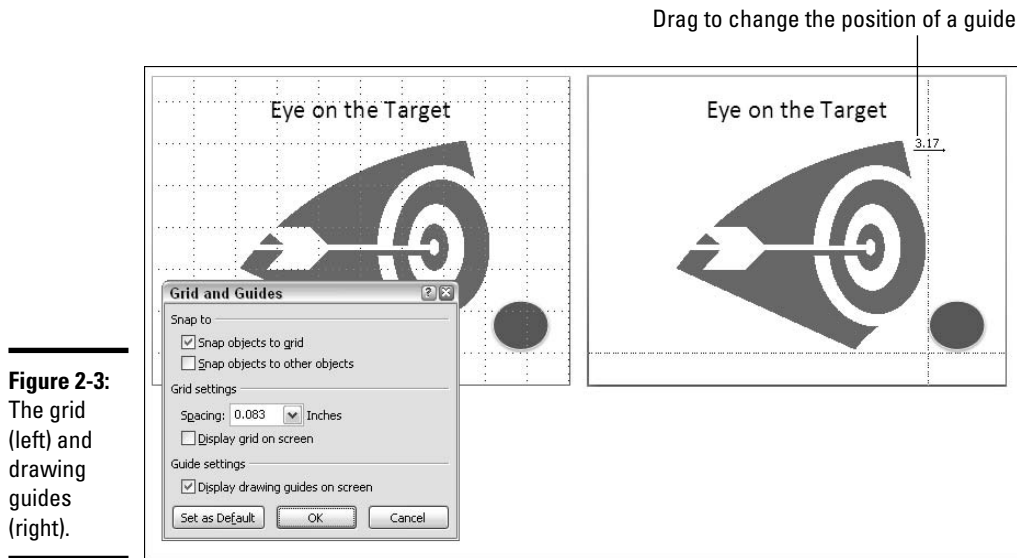 Drag to change the position of a guide
Eye on the Target
Eye on the Target
3.17
Grid and Guides
Snap to
Snap objects to grid
Snap objects to other objects
Grid settings
Spacing: 0.083 Inches
Display grid on screen
Guide settings
Display drawing guides on screen
Set as Default OK Cancel
Figure 2-3:
The grid
(left) and
drawing
guides
(right).